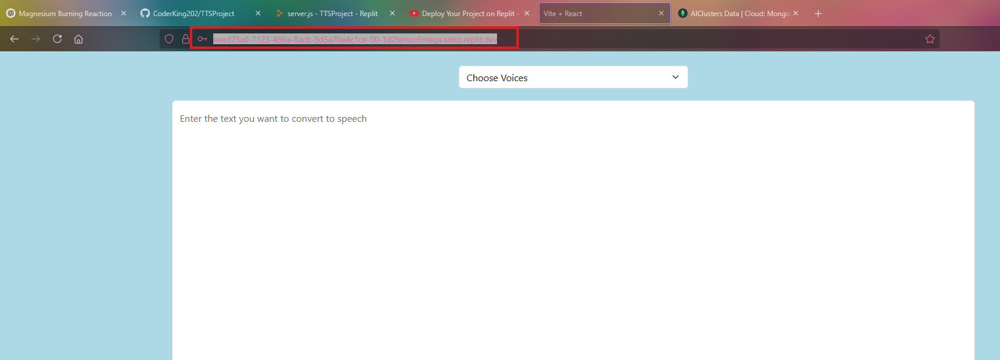 Magnesium Burning Reaction
CoderKing202/TTSProject
server.js - TTSProject - Replit
Deploy Your Project on Replit -
Vite + React
AIClusters Data | Cloud: Mongo
eeed75a0-7123-496a-8acb-5d5a7be4c1ce-00-1d2tenuo5mega.sisko.replit.dev
Choose Voices
Enter the text you want to convert to speech